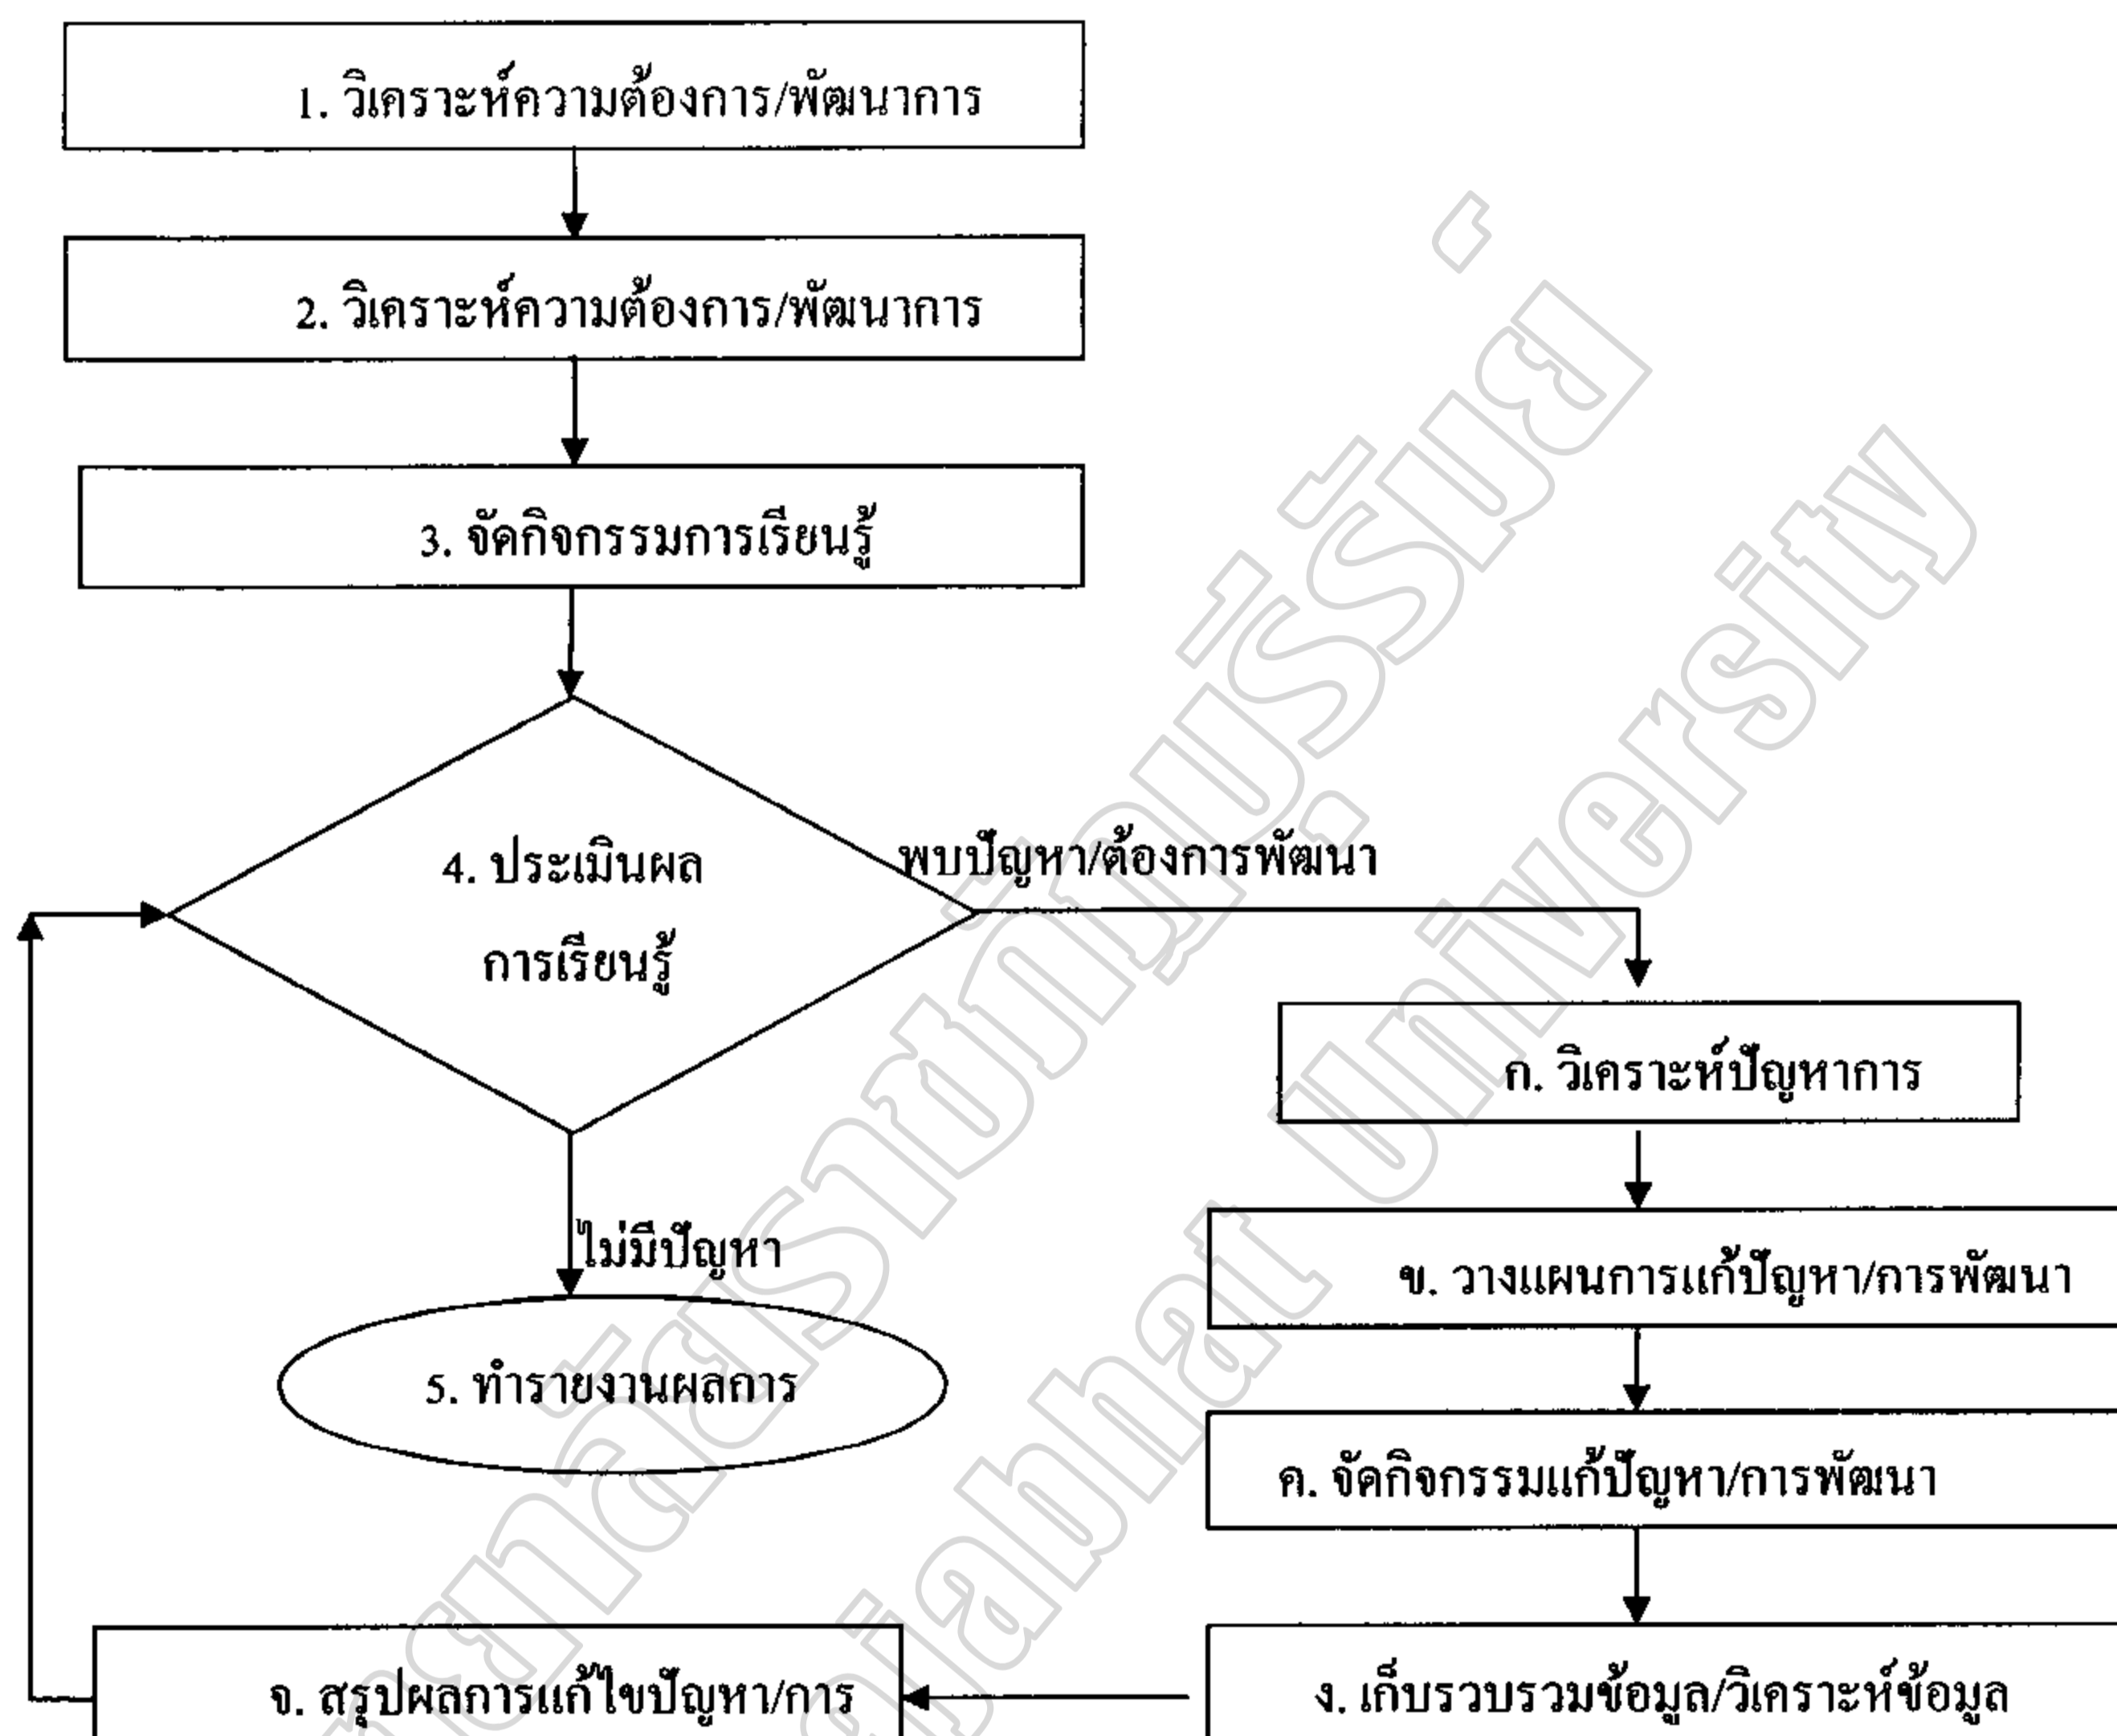 1. วิเคราะห์ความต้องการ/พัฒนาการ
2. วิเคราะห์ความต้องการ/พัฒนาการ
3. จัดกิจกรรมการเรียนรู้
4. ประเมินผล
การเรียนรู้
พบปัญหา/ต้องการพัฒนา
ไม่มีปัญหา
5. ทำรายงานผลการ
ก. วิเคราะห์ปัญหาการ
ข. วางแผนการแก้ปัญหา/การพัฒนา
ค. จัดกิจกรรมแก้ปัญหา/การพัฒนา
ง. เก็บรวบรวมข้อมูล/วิเคราะห์ข้อมูล
จ. สรุปผลการแก้ไขปัญหา/การ
University